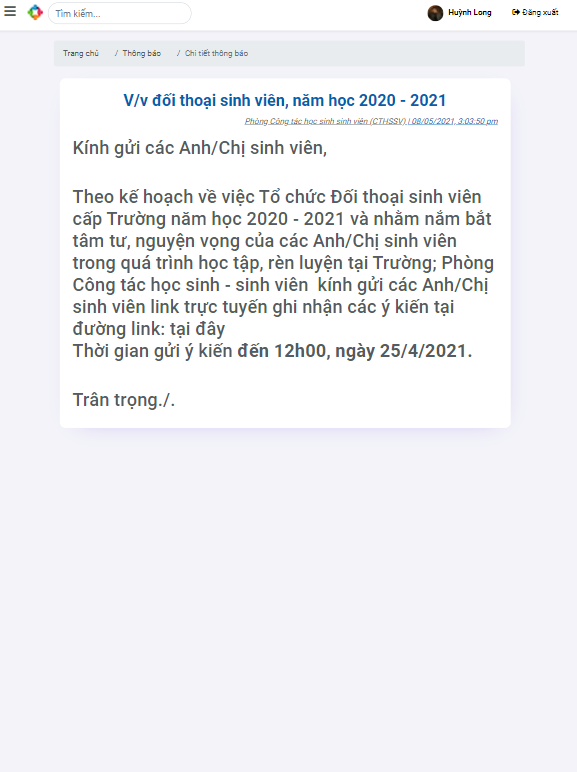 Tìm kiếm...
Huỳnh Long
Đăng xuất
Trang chủ / Thông báo / Chi tiết thông báo
V/v đối thoại sinh viên, năm học 2020 - 2021
Phòng Công tác học sinh sinh viên (CTHSSV) | 08/05/2021, 3:03:50 pm
Kính gửi các Anh/Chị sinh viên,
Theo kế hoạch về việc Tổ chức Đối thoại sinh viên
cấp Trường năm học 2020 - 2021 và nhằm nắm bắt
tâm tư, nguyện vọng của các Anh/Chị sinh viên
trong quá trình học tập, rèn luyện tại Trường; Phòng
Công tác học sinh - sinh viên  kính gửi các Anh/Chị
sinh viên link trực tuyến ghi nhận các ý kiến tại
đường link: tại đây
Thời gian gửi ý kiến đến 12h00, ngày 25/4/2021.
Trân trọng./.